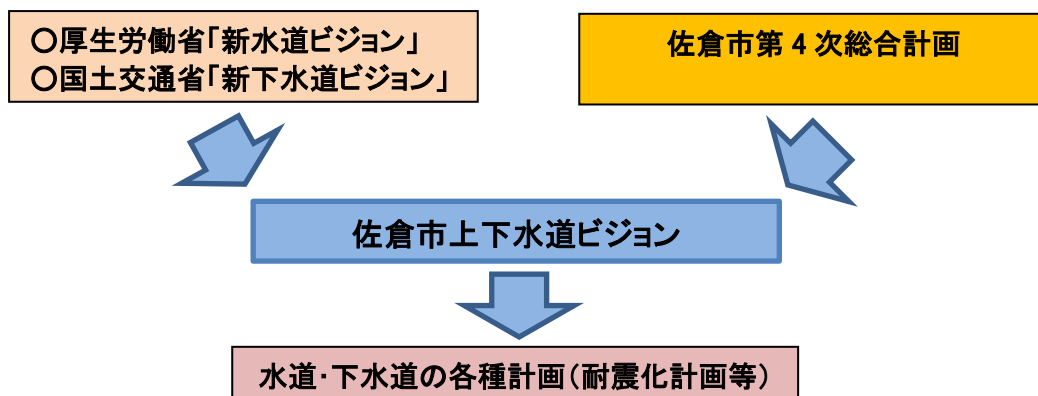 ○厚生労働省「新水道ビジョン」
○国土交通省「新下水道ビジョン」
佐倉市第４次総合計画
佐倉市上下水道ビジョン
水道・下水道の各種計画（耐震化計画等）